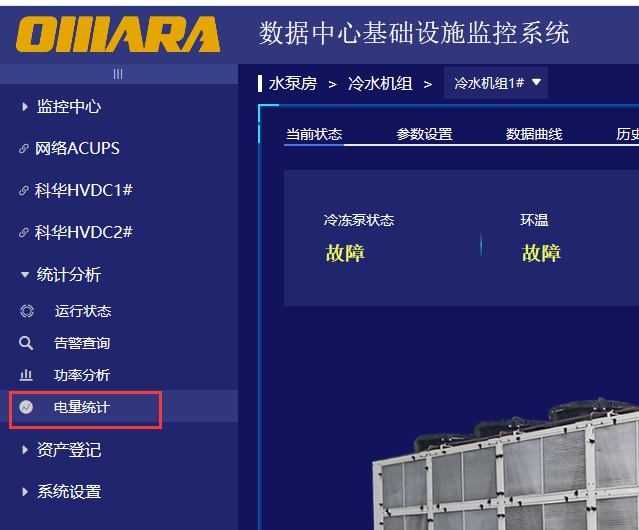 OMARA 数据中心基础设施监控系统
水泵房 > 冷水机组 > 冷水机组1#
监控中心
网络ACUPS
科华HVDC1#
科华HVDC2#
统计分析
运行状态
告警查询
功率分析
电量统计
资产登记
系统设置
当前状态 参数设置 数据曲线 历史
冷冻泵状态 环温
故障 故障